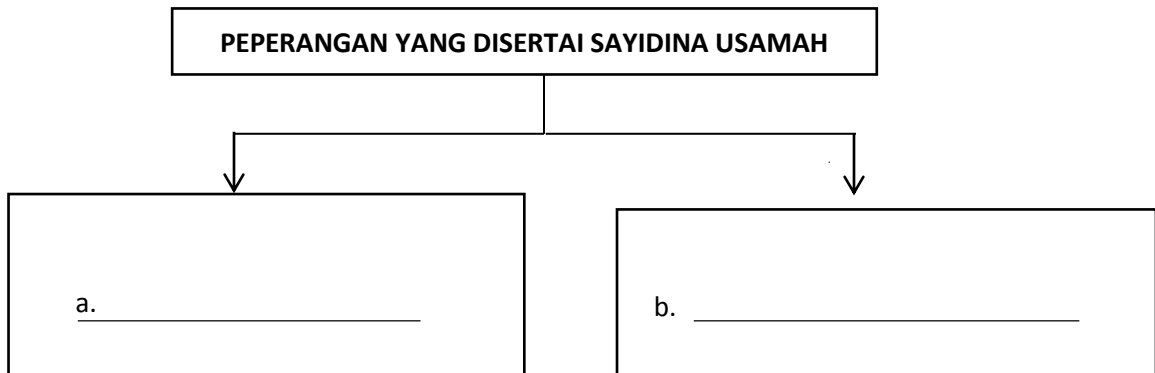 PEPERANGAN YANG DISERTAI SAYIDINA USAMAH
a.
b.